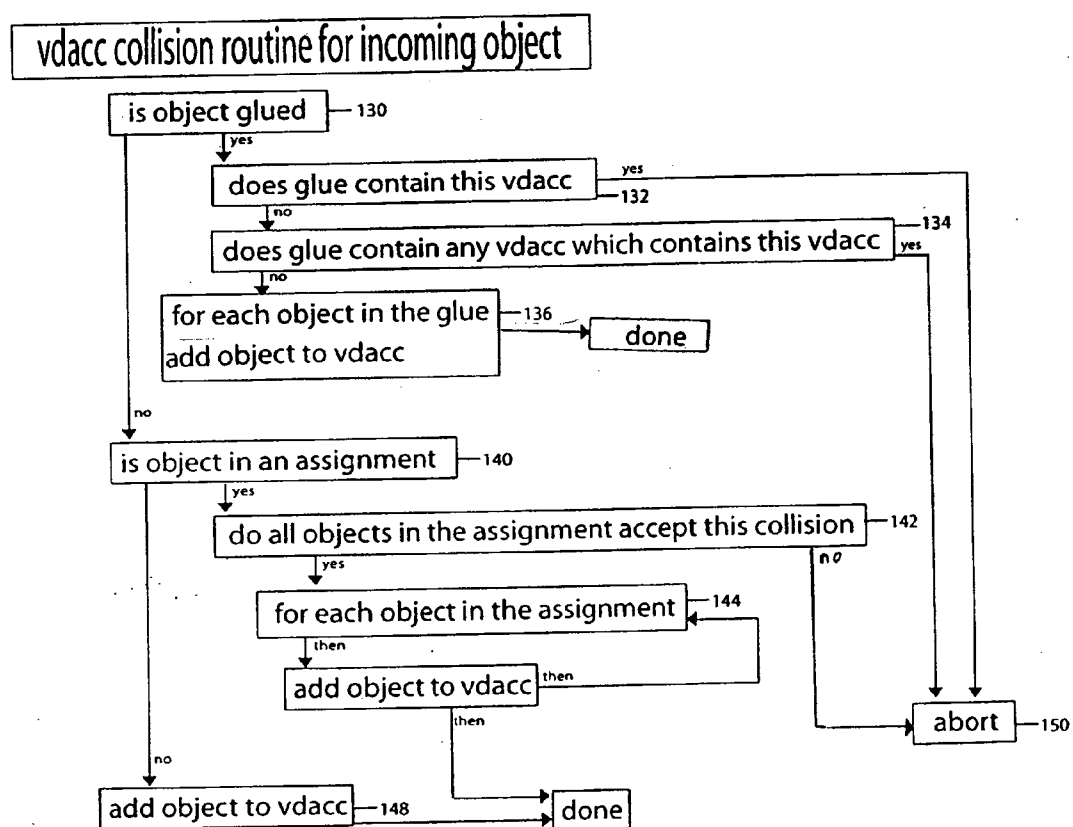 vdacc collision routine for incoming object
is object glued 130
yes
does glue contain this vdacc yes
132
no
134
does glue contain any vdacc which contains this vdacc yes
no
for each object in the glue 136
add object to vdacc
done
no
is object in an assignment 140
yes
do all objects in the assignment accept this collision 142
yes
no
for each object in the assignment 144
then
add object to vdacc then
then
abort 150
no
add object to vdacc 148
done